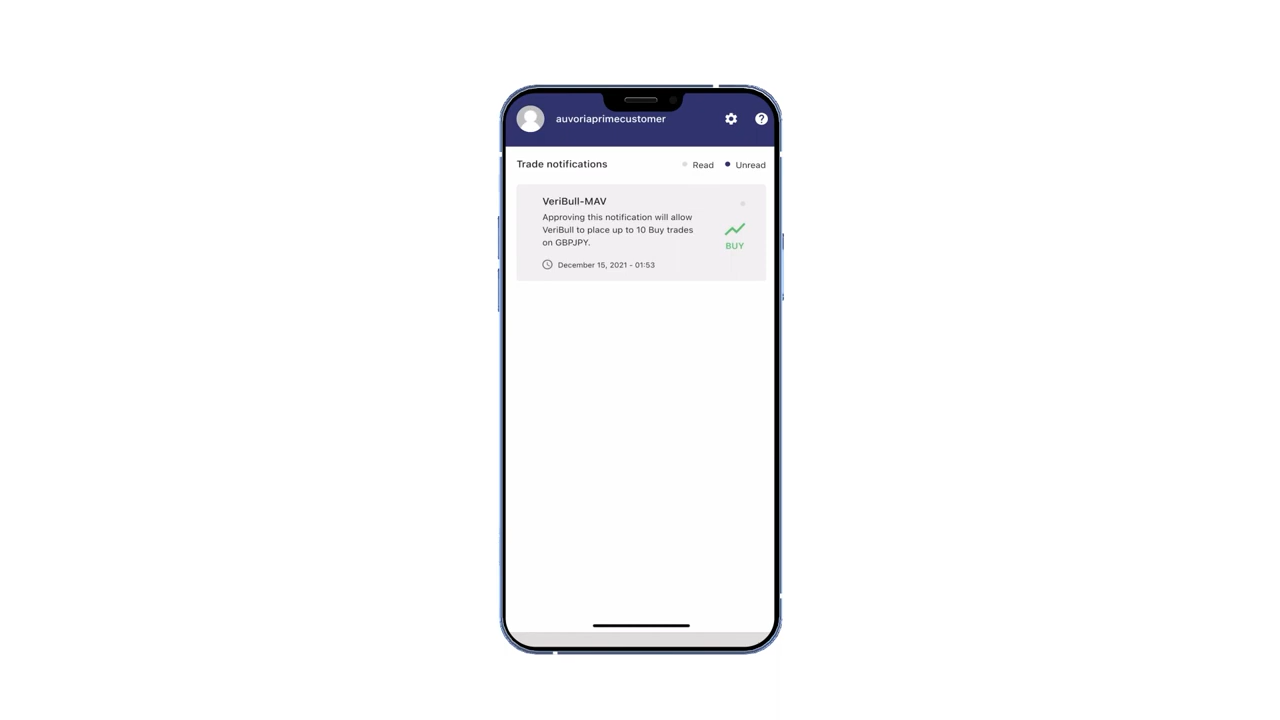 auvoriaprimecustomer
Trade notifications
Read
Unread
VeriBull-MAV
Approving this notification will allow
VeriBull to place up to 10 Buy trades
on GBPJPY.
BUY
December 15, 2021 - 01:53